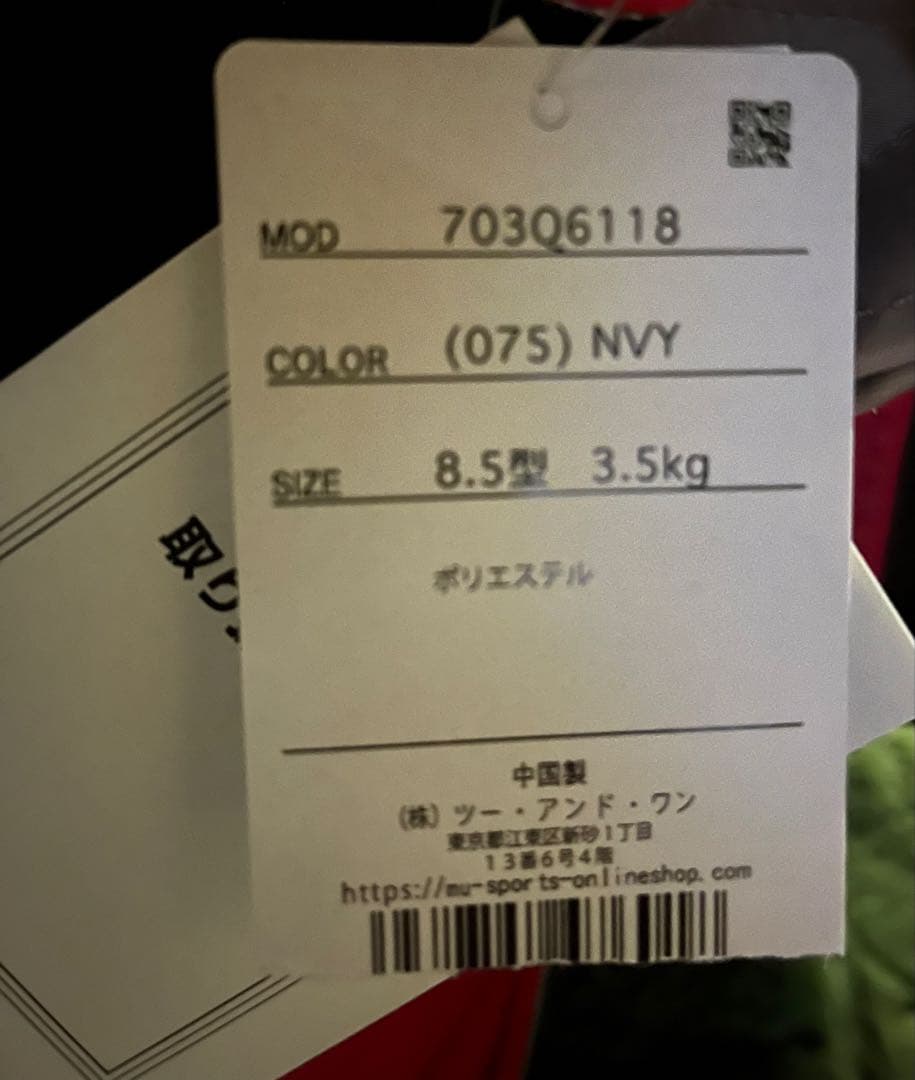 MOD 703Q6118
COLOR (075) NVY
SIZE 8.5型 3.5kg
ポリエステル
中国製
(株) ツー・アンド・ワン
東京都江東区新砂1丁目
13番6号4階
https://mu-sports-onlineshop.com
取り